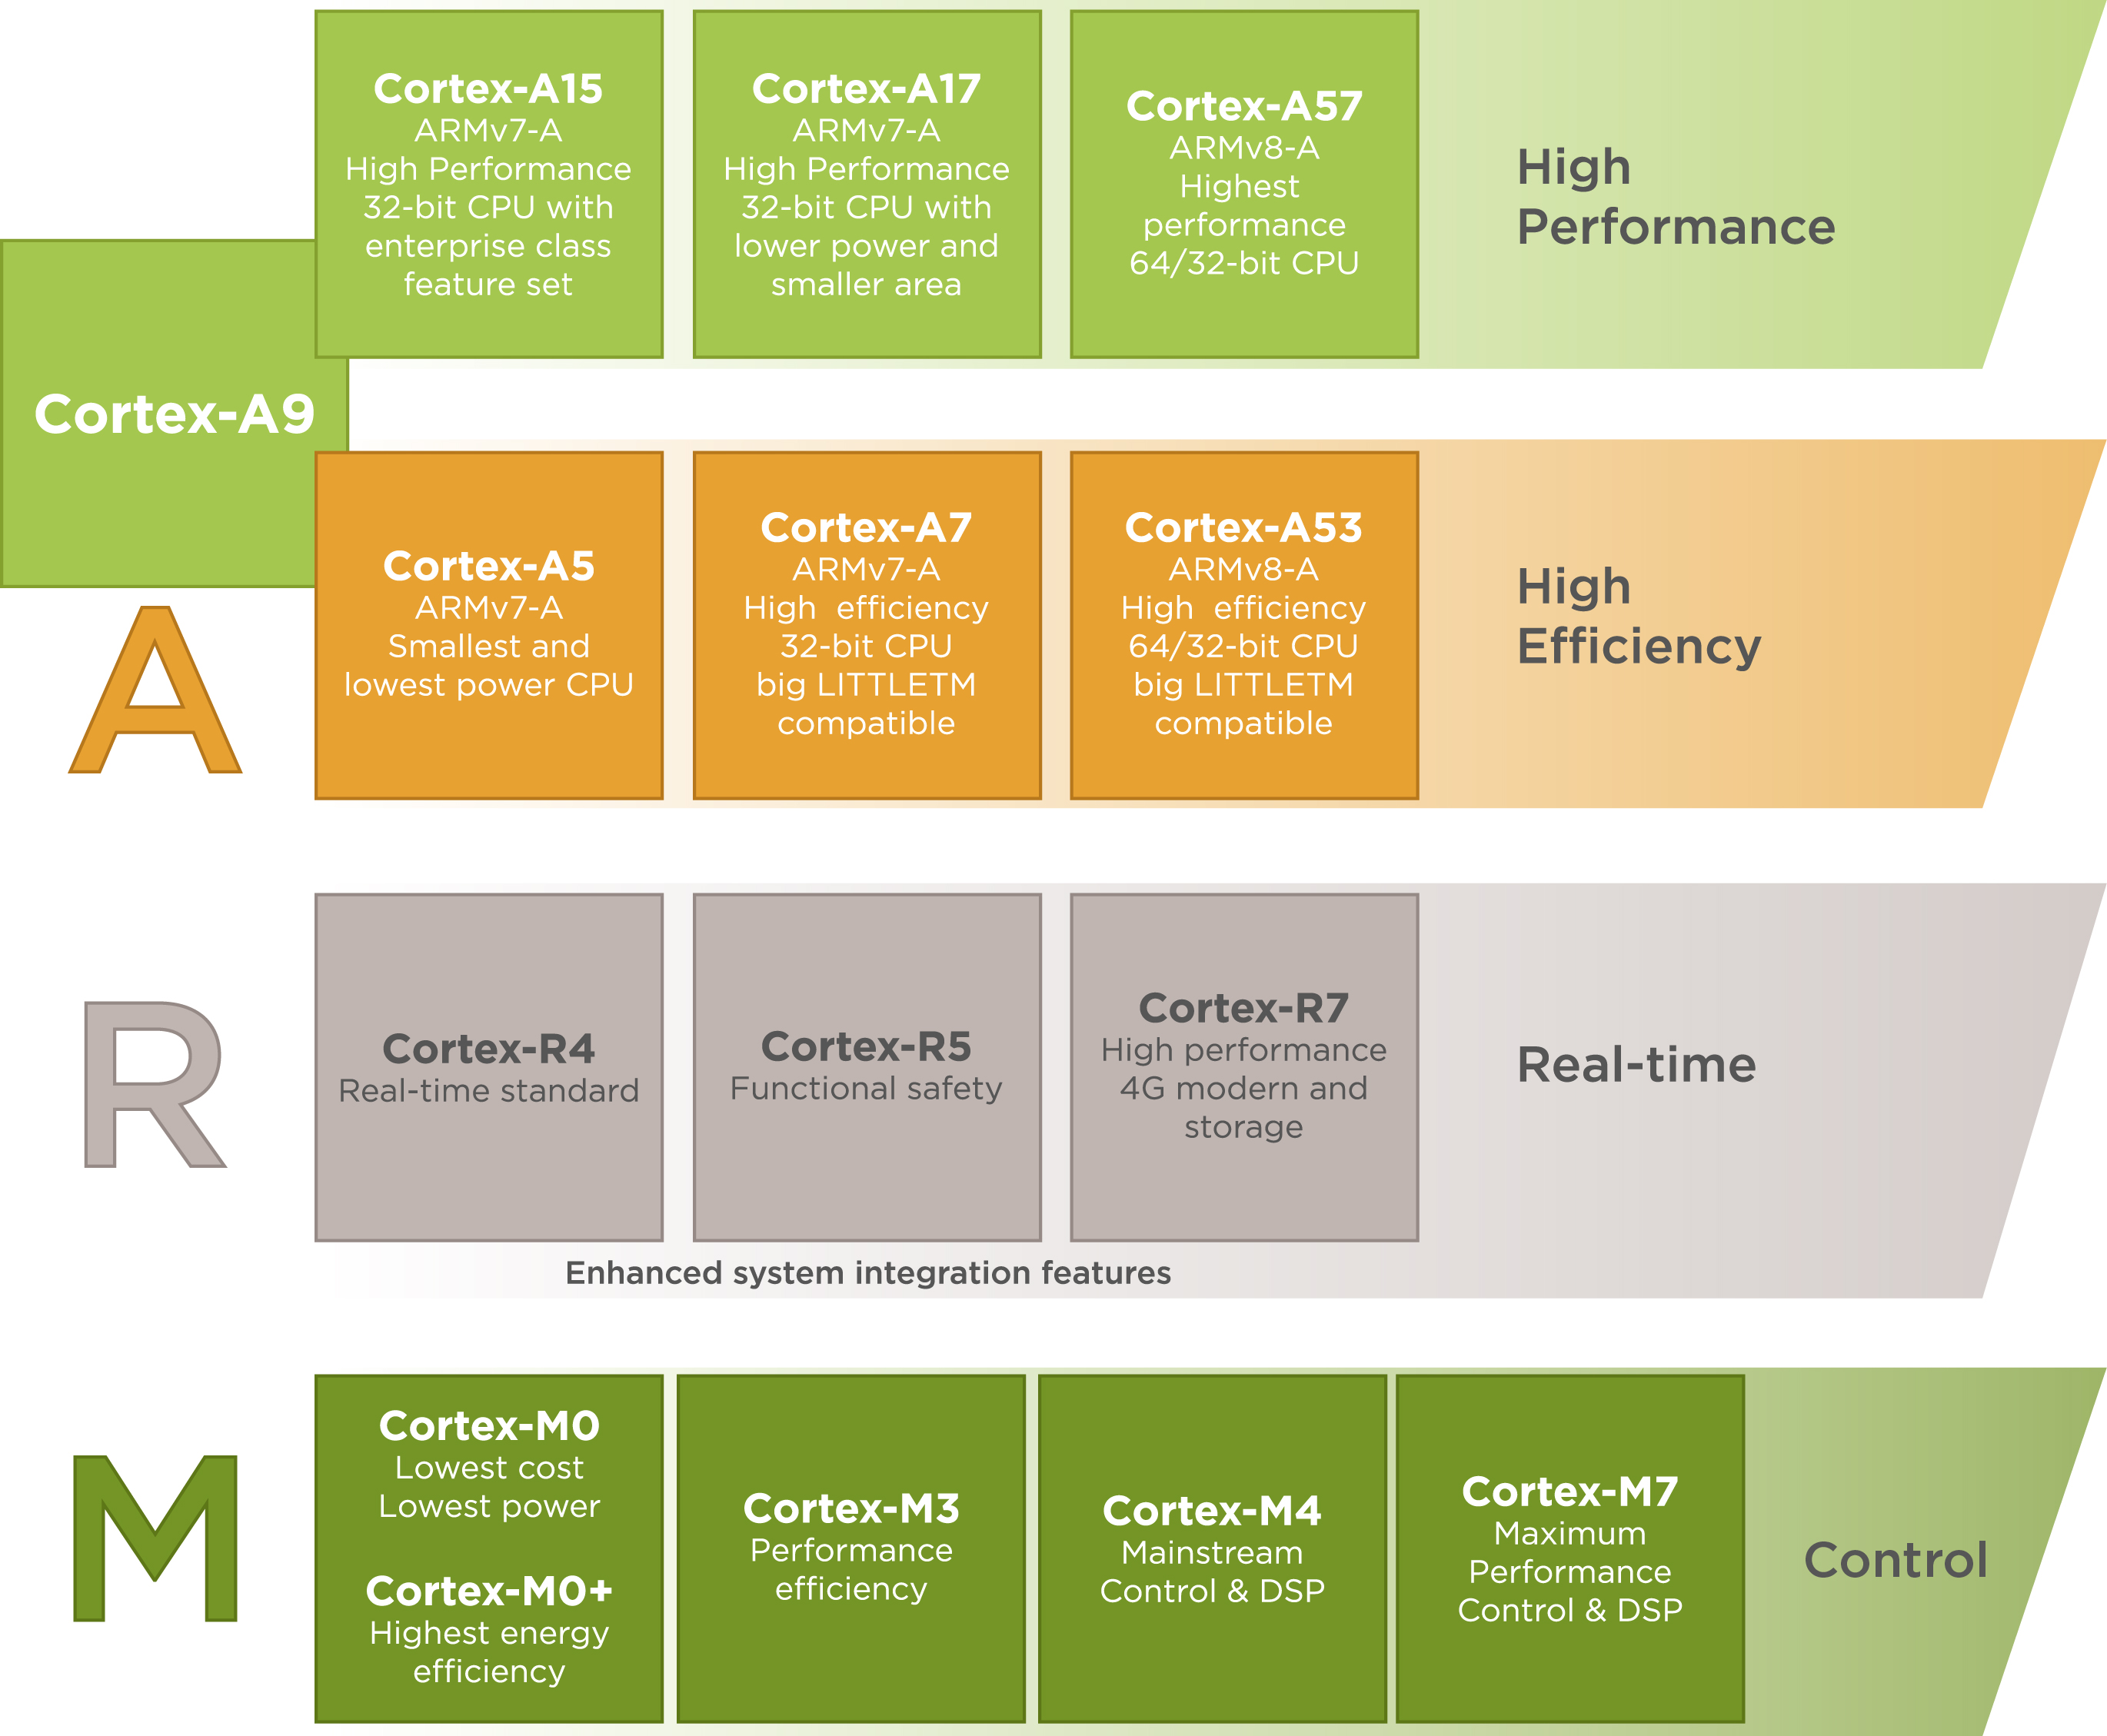 Cortex-A9
Cortex-A15
ARMv7-A
High Performance
32-bit CPU with
enterprise class
feature set
Cortex-A17
ARMv7-A
High Performance
32-bit CPU with
lower power and
smaller area
Cortex-A57
ARMv8-A
Highest
performance
64/32-bit CPU
High
Performance
A
Cortex-A5
ARMv7-A
Smallest and
lowest power CPU
Cortex-A7
ARMv7-A
High efficiency
32-bit CPU
big LITTLETM
compatible
Cortex-A53
ARMv8-A
High efficiency
64/32-bit CPU
big LITTLETM
compatible
High
Efficiency
R
Cortex-R4
Real-time standard
Cortex-R5
Functional safety
Cortex-R7
High performance
4G modern and
storage
Real-time
Enhanced system integration features
M
Cortex-M0
Lowest cost
Lowest power
Cortex-M0+
Highest energy
efficiency
Cortex-M3
Performance
efficiency
Cortex-M4
Mainstream
Control & DSP
Cortex-M7
Maximum
Performance
Control & DSP
Control